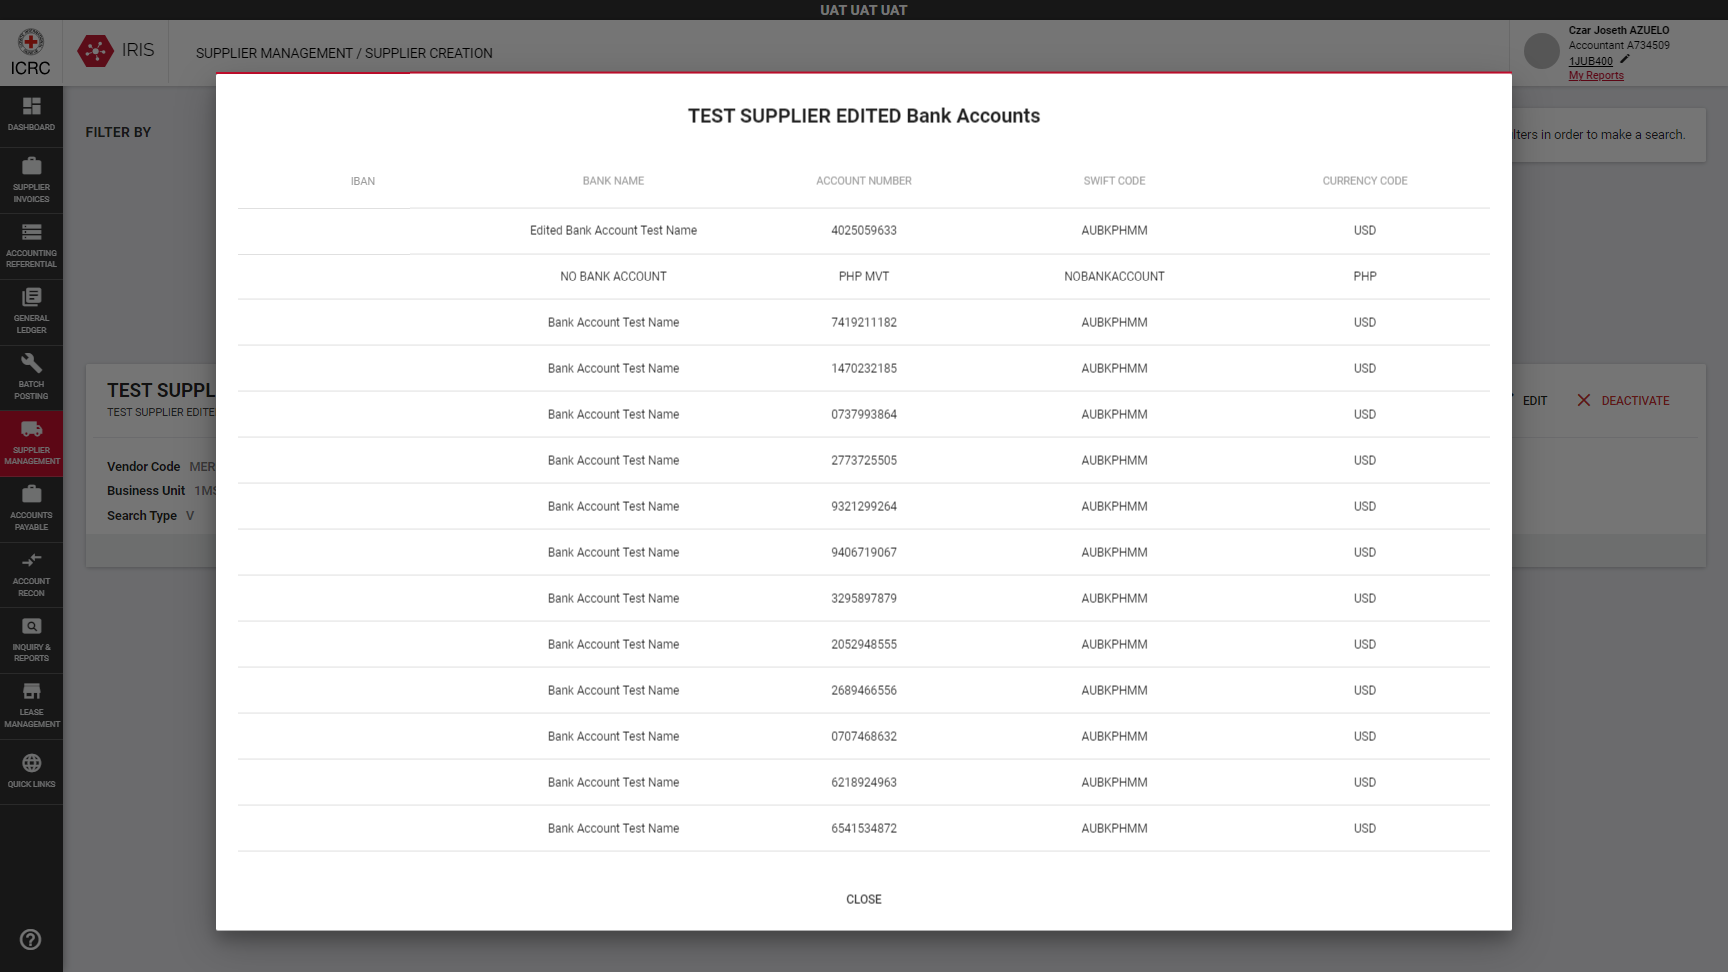 UAT UAT UAT
ICRC
IRIS
SUPPLIER MANAGEMENT / SUPPLIER CREATION
Czar Joseth AZUELO
Accountant A734509
1JUB400
My Reports
DASHBOARD
SUPPLIER
INVOICES
ACCOUNTING
REFERENTIAL
GENERAL
LEDGER
BATCH
POSTING
SUPPLIER
MANAGEMENT
ACCOUNTS
PAYABLE
ACCOUNT
RECON
INQUIRY &
REPORTS
LEASE
MANAGEMENT
QUICK LINKS
FILTER BY
lters in order to make a search.
TEST SUPPL
TEST SUPPLIER EDITE
EDIT
DEACTIVATE
Vendor Code MER
Business Unit 1MS
Search Type V
TEST SUPPLIER EDITED Bank Accounts
IBAN BANK NAME ACCOUNT NUMBER SWIFT CODE CURRENCY CODE
Edited Bank Account Test Name 4025059633 AUBKPHMM USD
NO BANK ACCOUNT PHP MVT NOBANKACCOUNT PHP
Bank Account Test Name 7419211182 AUBKPHMM USD
Bank Account Test Name 1470232185 AUBKPHMM USD
Bank Account Test Name 0737993864 AUBKPHMM USD
Bank Account Test Name 2773725505 AUBKPHMM USD
Bank Account Test Name 9321299264 AUBKPHMM USD
Bank Account Test Name 9406719067 AUBKPHMM USD
Bank Account Test Name 3295897879 AUBKPHMM USD
Bank Account Test Name 2052948555 AUBKPHMM USD
Bank Account Test Name 2689466556 AUBKPHMM USD
Bank Account Test Name 0707468632 AUBKPHMM USD
Bank Account Test Name 6218924963 AUBKPHMM USD
Bank Account Test Name 6541534872 AUBKPHMM USD
CLOSE